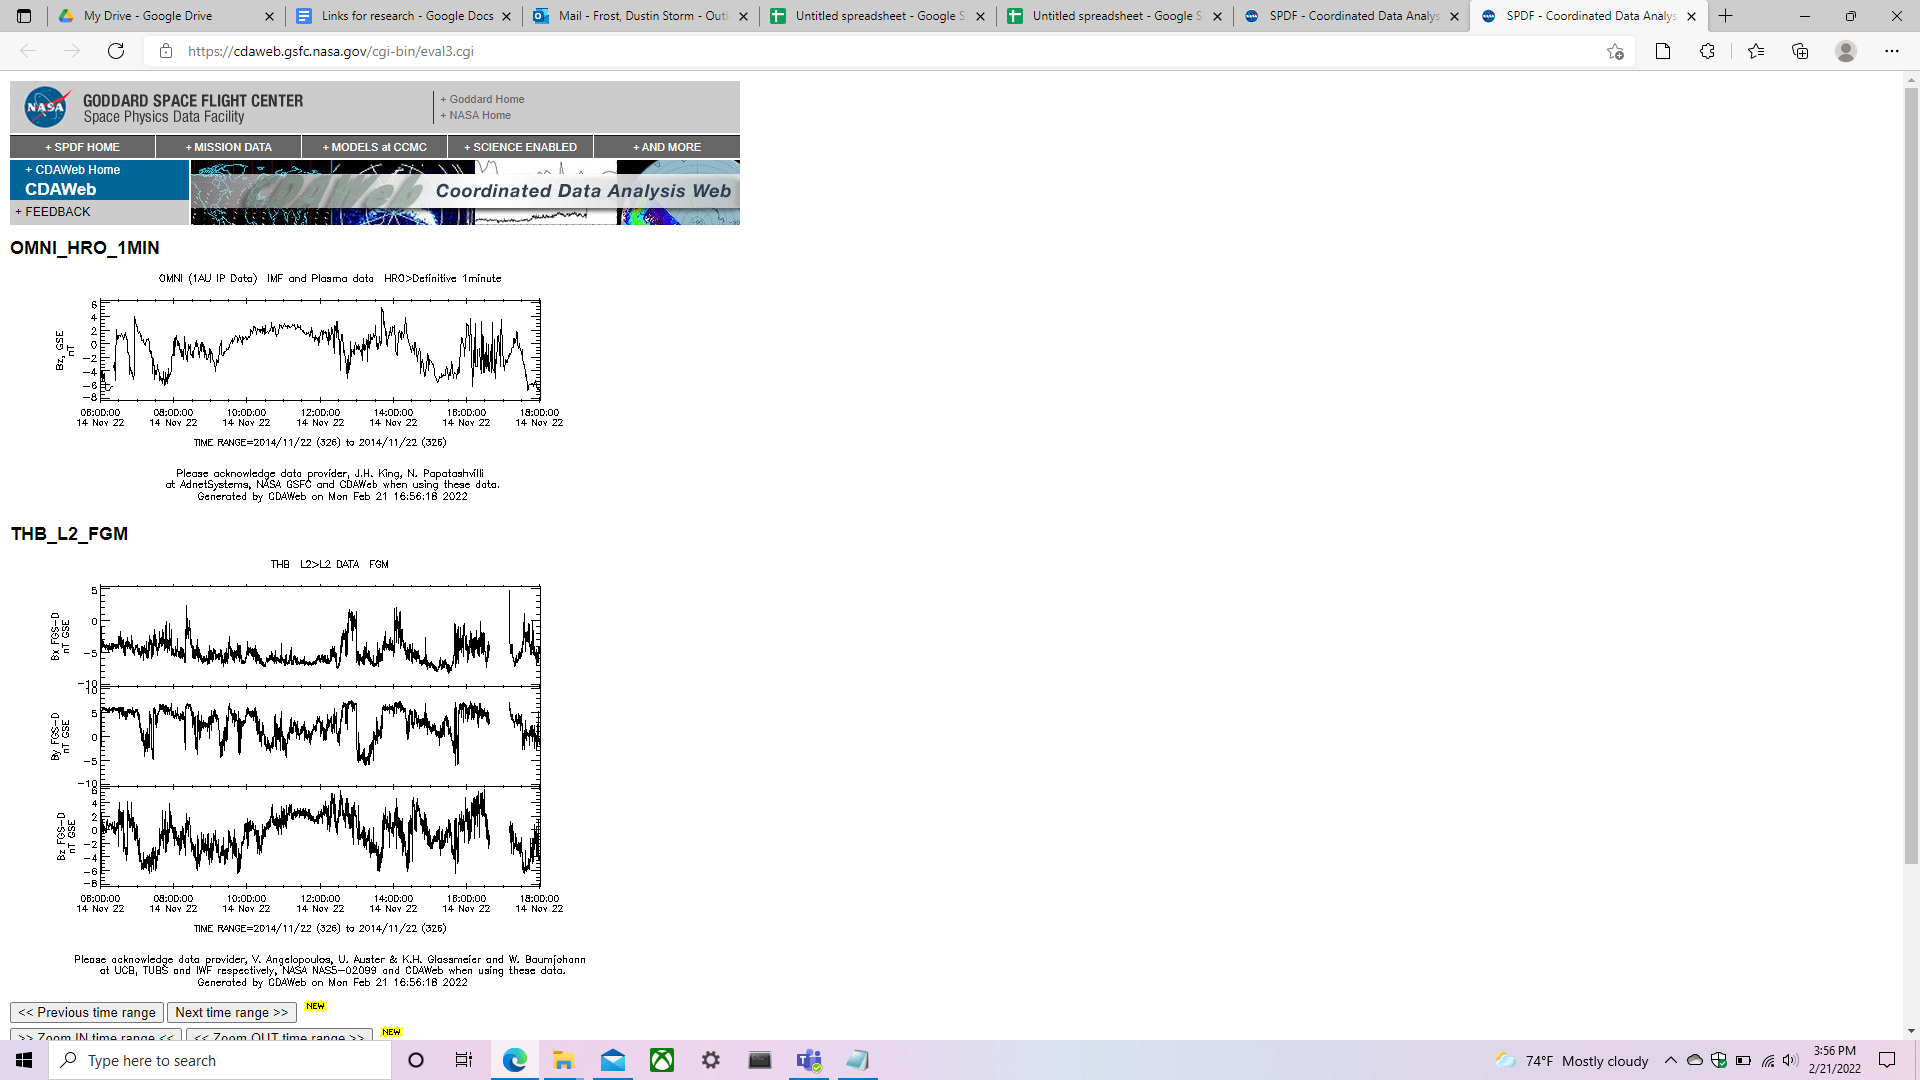 My Drive - Google Drive
Links for research - Google Docs
Mail - Frost, Dustin Storm - Outl
Untitled spreadsheet - Google S
Untitled spreadsheet - Google S
SPDF - Coordinated Data Analys
SPDF - Coordinated Data Analys
https://cdaweb.gsfc.nasa.gov/cgi-bin/eval3.cgi
NASA
GODDARD SPACE FLIGHT CENTER
Space Physics Data Facility
+ Goddard Home
+ NASA Home
+ SPDF HOME
+ MISSION DATA
+ MODELS at CCMC
+ SCIENCE ENABLED
+ AND MORE
+ CDAWeb Home
CDAWeb
+ FEEDBACK
Coordinated Data Analysis Web
OMNI_HRO_1MIN
OMNI (1AU IP Data) IMF and Plasma data HRO>Definitive 1minute
Bz, GSE
nT
6
4
2
0
-2
-4
-6
-8
06:00:00 08:00:00 10:00:00 12:00:00 14:00:00 16:00:00 18:00:00
14 Nov 22 14 Nov 22 14 Nov 22 14 Nov 22 14 Nov 22 14 Nov 22 14 Nov 22
TIME RANGE=2014/11/22 (326) to 2014/11/22 (326)
Please acknowledge data provider, J.H. King, N. Papatashvilli
at AdnetSystems, NASA GSFC and CDAWeb when using these data.
Generated by CDAWeb on Mon Feb 21 16:56:18 2022
THB_L2_FGM
THB L2>L2 DATA FGM
Bx FGS-D
nT GSE
5
0
-5
-10
By FGS-D
nT GSE
10
5
0
-5
-10
Bz FGS-D
nT GSE
6
4
2
0
-2
-4
-6
-8
06:00:00 08:00:00 10:00:00 12:00:00 14:00:00 16:00:00 18:00:00
14 Nov 22 14 Nov 22 14 Nov 22 14 Nov 22 14 Nov 22 14 Nov 22 14 Nov 22
TIME RANGE=2014/11/22 (326) to 2014/11/22 (326)
Please acknowledge data provider, V. Angelopoulos, U. Auster & K.H. Glassmeier and W. Baumjohann
at UCB, TUBS and IWF respectively, NASA NAS5-02099 and CDAWeb when using these data.
Generated by CDAWeb on Mon Feb 21 16:56:18 2022
<< Previous time range
Next time range >>
NEW
>> Zoom IN time range <<
<< Zoom OUT time range >>
NEW
Type here to search
74°F Mostly cloudy
3:56 PM
2/21/2022